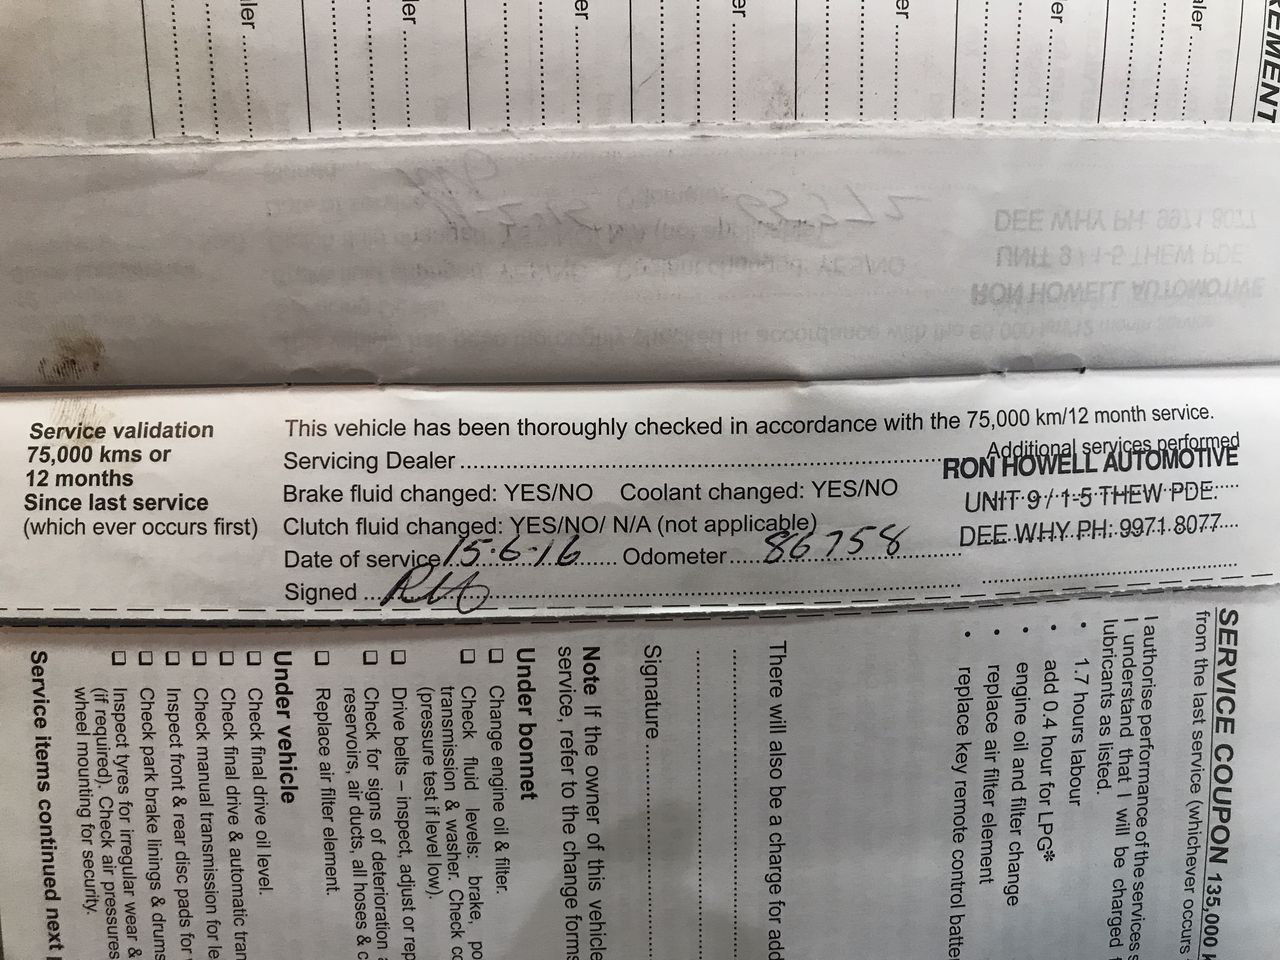 EMENT
ler
ler
er
er
er
er
ler
Service validation
75,000 kms or
12 months
Since last service
(which ever occurs first)
This vehicle has been thoroughly checked in accordance with the 75,000 km/12 month service.
Servicing Dealer
Additional services performed
RON HOWELL AUTOMOTIVE
Brake fluid changed: YES/NO Coolant changed: YES/NO
UNIT 9 / 1-5 THEW PDE.
Clutch fluid changed: YES/NO/ N/A (not applicable)
DEE WHY PH: 9971 8077
Date of service 15.6.16 Odometer 86758
Signed
SERVICE COUPON 135,000 k
from the last service (whichever occurs
I authorise performance of the services s
I understand that I will be charged f
lubricants as listed.
• 1.7 hours labour
• add 0.4 hour for LPG*
• engine oil and filter change
• replace air filter element
• replace key remote control batte
There will also be a charge for add
Signature
Note If the owner of this vehicle
service, refer to the change forms
Under bonnet
❑ Change engine oil & filter.
❑ Check fluid levels: brake, po
transmission & washer. Check co
(pressure test if level low).
❑ Drive belts – inspect, adjust or rep
❑ Check for signs of deterioration
reservoirs, air ducts, all hoses & c
❑ Replace air filter element.
Under vehicle
❑ Check final drive oil level.
❑ Check final drive & automatic tran
❑ Check manual transmission for le
❑ Inspect front & rear disc pads for
❑ Check park brake linings & drums
❑ Inspect tyres for irregular wear &
(if required). Check air pressures
wheel mounting for security.
Service items continued next